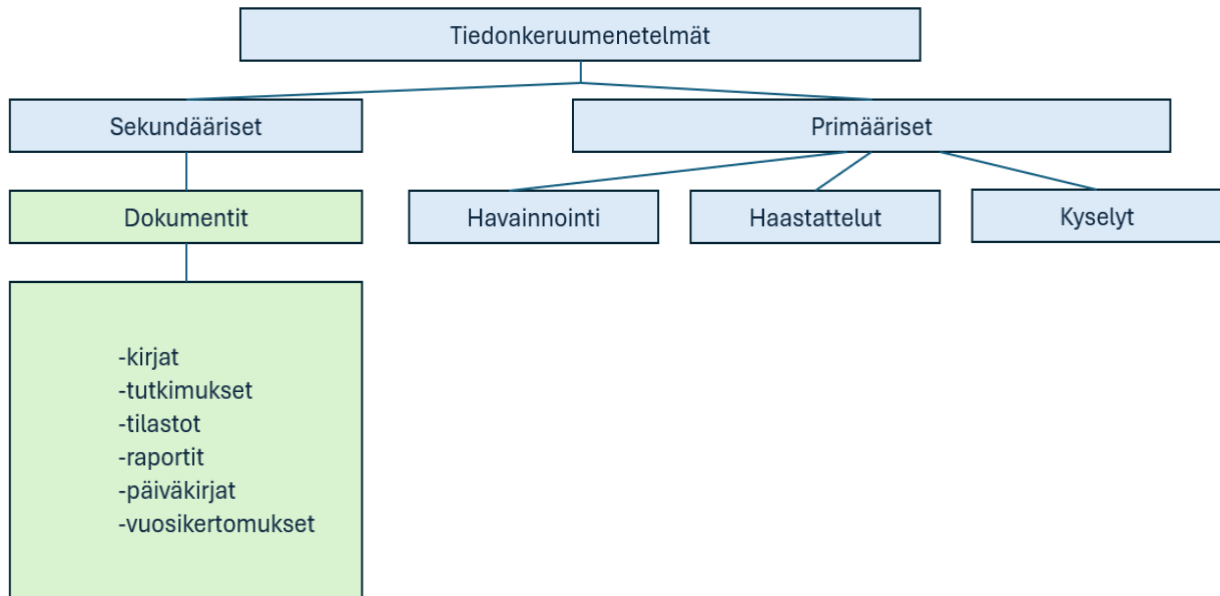 Tiedonkeruumenetelmät
Sekundääriset
Primääriset
Dokumentit
Havainnointi
Haastattelut
Kyselyt
-kirjat
-tutkimukset
-tilastot
-raportit
-päiväkirjat
-vuosikertomukset